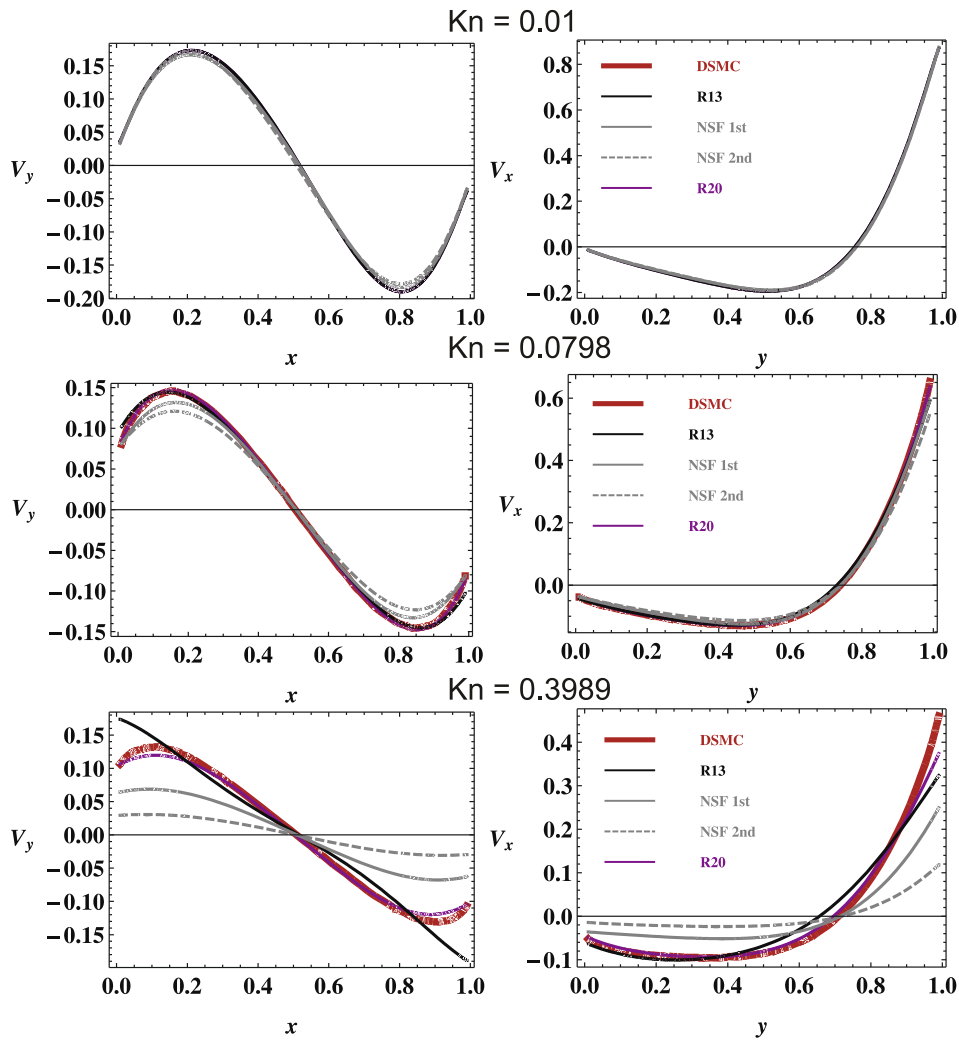 Kn = 0.01
0.15
0.10
0.05
0.00
−0.05
−0.10
−0.15
−0.20
V_y
0.0 0.2 0.4 0.6 0.8 1.0
x
0.8
0.6
0.4
0.2
0.0
−0.2
V_x
DSMC
R13
NSF 1st
NSF 2nd
R20
0.0 0.2 0.4 0.6 0.8 1.0
y
Kn = 0.0798
0.15
0.10
0.05
0.00
−0.05
−0.10
−0.15
V_y
0.0 0.2 0.4 0.6 0.8 1.0
x
0.6
0.4
0.2
0.0
V_x
DSMC
R13
NSF 1st
NSF 2nd
R20
0.0 0.2 0.4 0.6 0.8 1.0
y
Kn = 0.3989
0.15
0.10
0.05
0.00
−0.05
−0.10
−0.15
V_y
0.0 0.2 0.4 0.6 0.8 1.0
x
0.4
0.3
0.2
0.1
0.0
−0.1
V_x
DSMC
R13
NSF 1st
NSF 2nd
R20
0.0 0.2 0.4 0.6 0.8 1.0
y